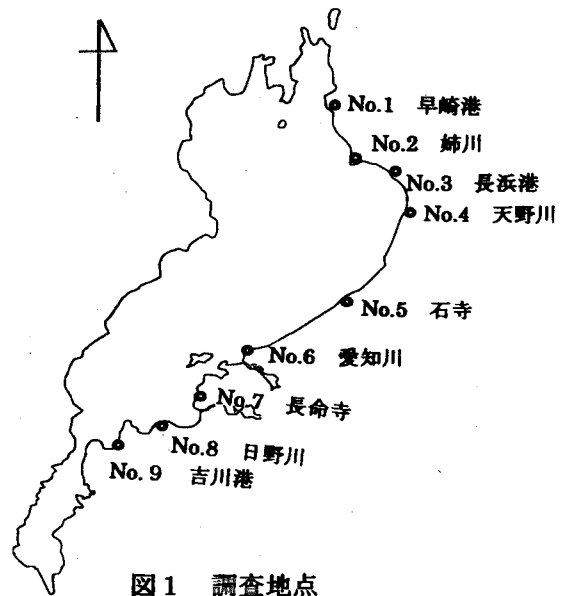 No.1 早崎港
No.2 姉川
No.3 長浜港
No.4 天野川
No.5 石寺
No.6 愛知川
No.7 長命寺
No.8 日野川
No. 9 吉川港
図1 調査地点